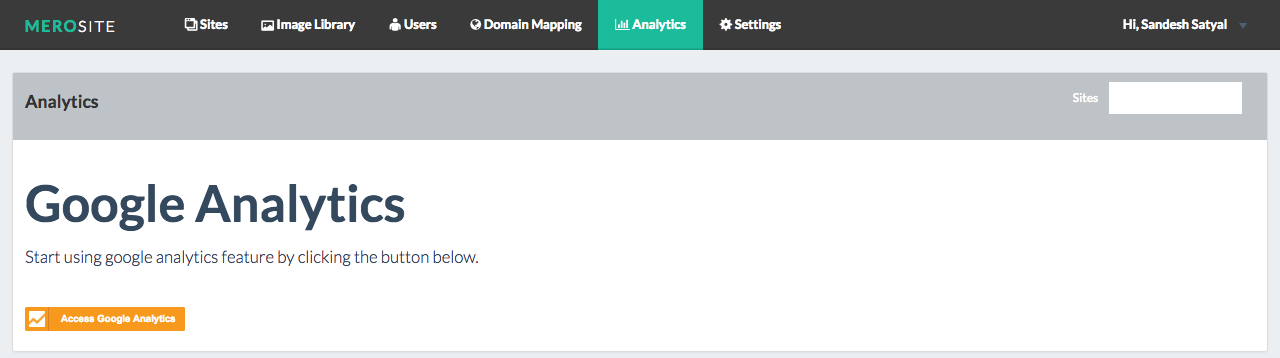 MEROSITE Sites Image Library Users Domain Mapping Analytics Settings Hi, Sandesh Satyal
Analytics Sites
Google Analytics
Start using google analytics feature by clicking the button below.
Access Google Analytics